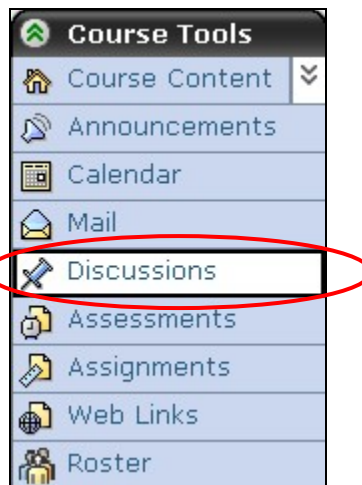 Course Tools
Course Content
Announcements
Calendar
Mail
Discussions
Assessments
Assignments
Web Links
Roster